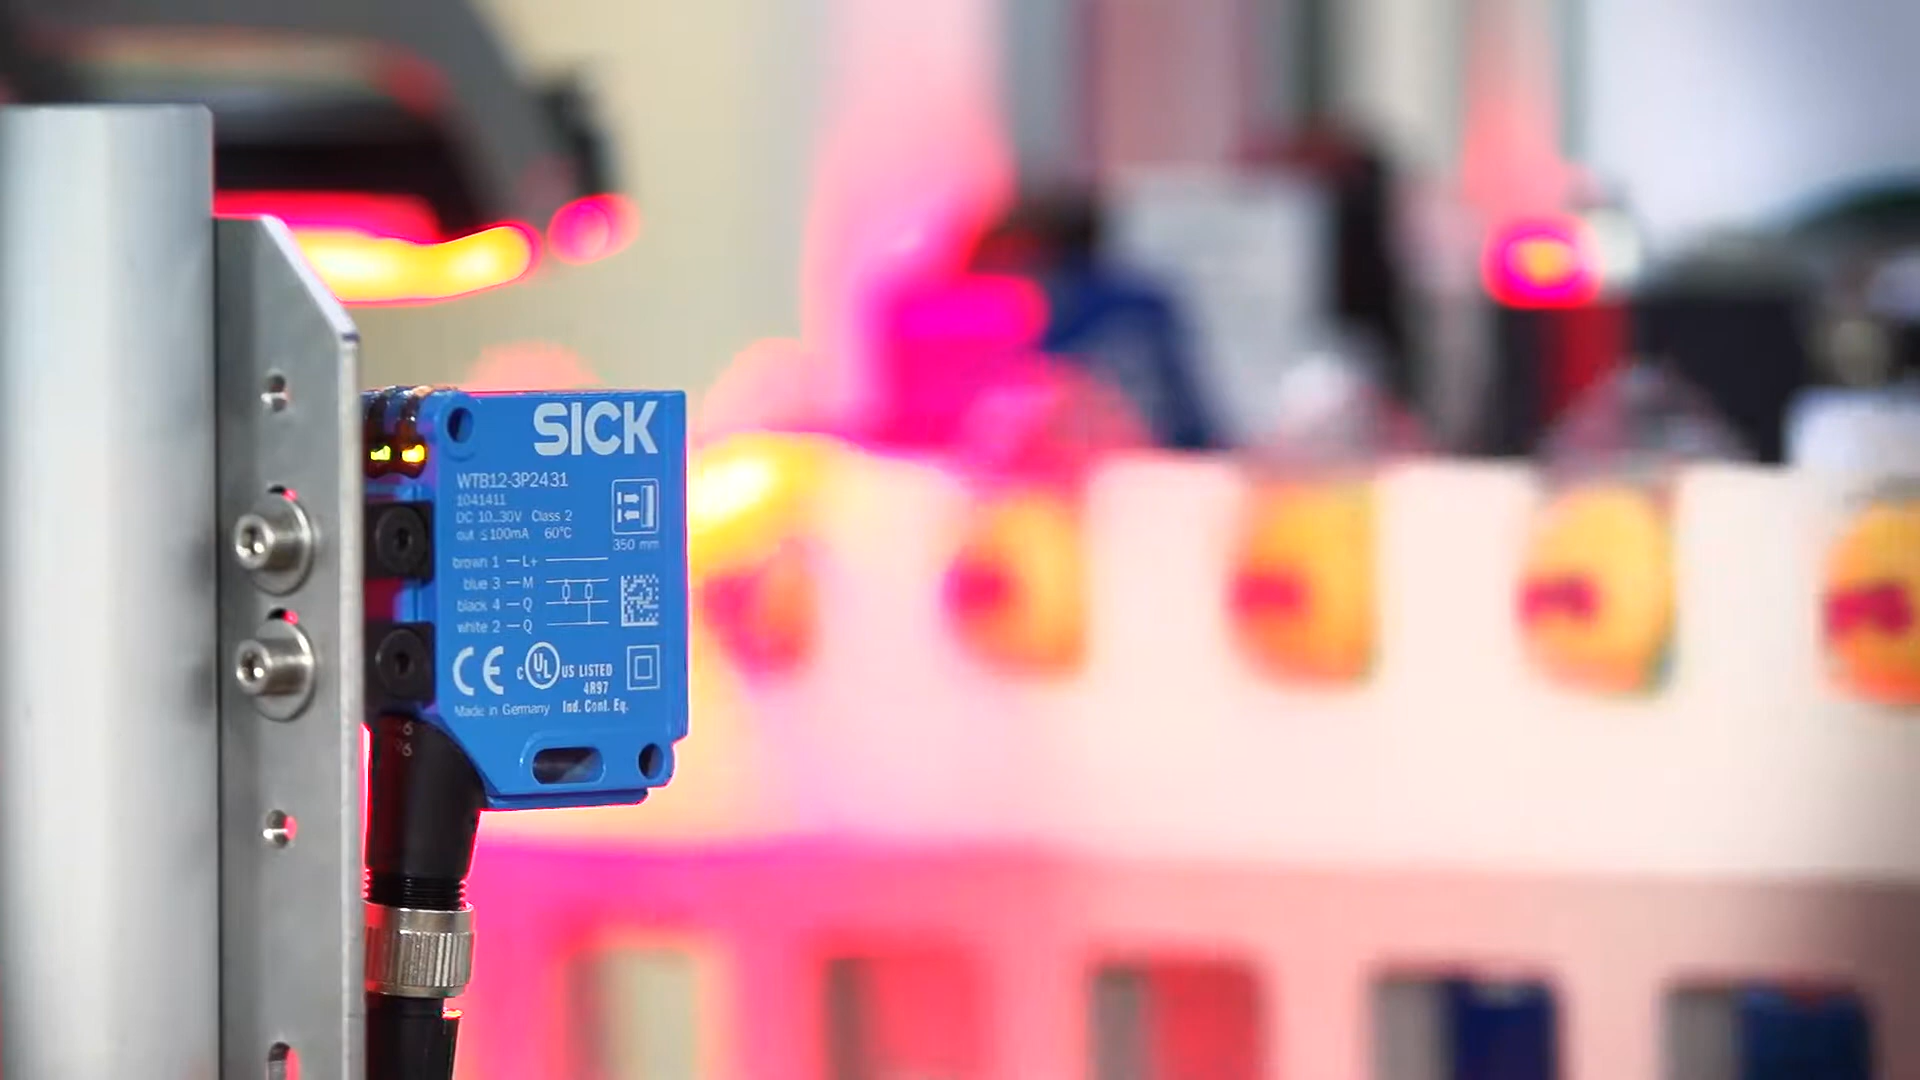 SICK
WTB12-3P2431
1041411
DC 10...30V Class 2
out ≤100mA 60°C
350 mm
brown 1 — L+
blue 3 — M
black 4 — Q
white 2 — Q
CE
C UL US LISTED
4R97
Made in Germany Ind. Cont. Eq.